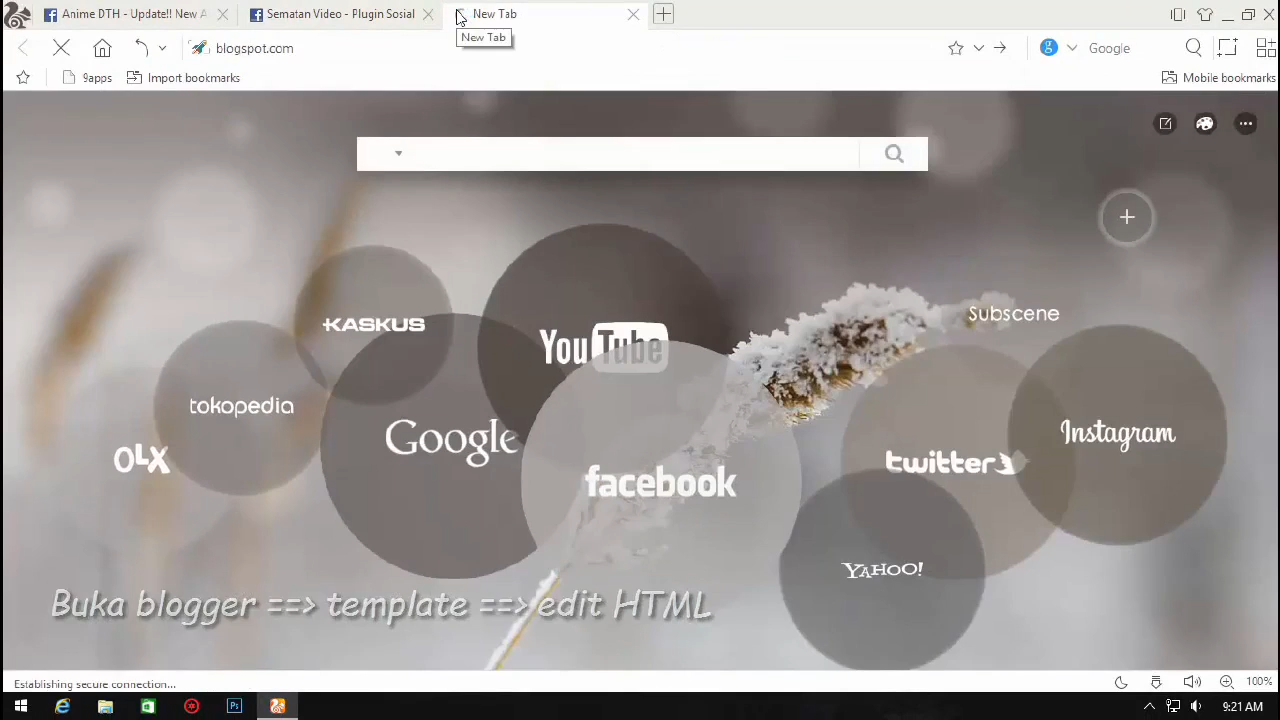 Anime DTH - Update!! New A
Sematan Video - Plugin Sosial
New Tab
New Tab
blogspot.com
Google
9apps
Import bookmarks
Mobile bookmarks
KASKUS
YouTube
Subscene
tokopedia
Google
Instagram
OLX
facebook
twitter
YAHOO!
Buka blogger ==> template ==> edit HTML
Establishing secure connection...
100%
Ps
9:21 AM